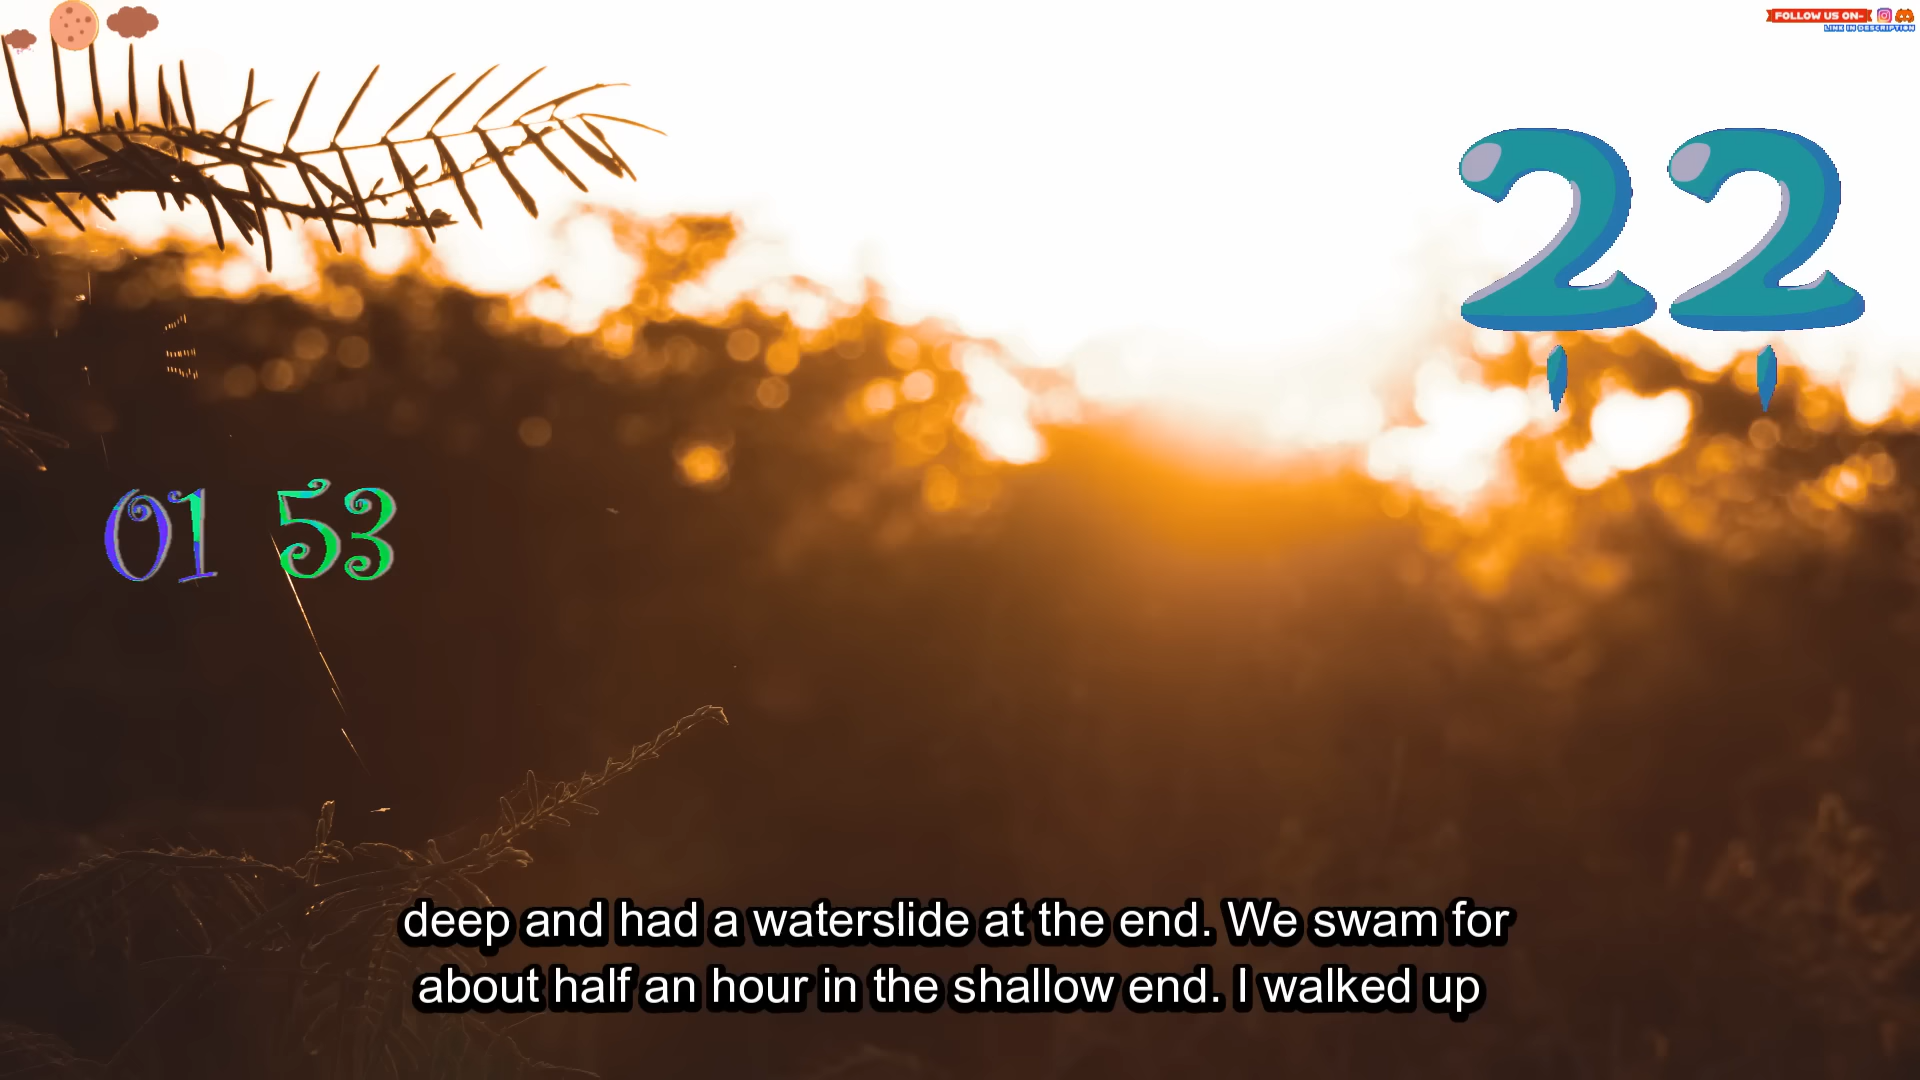 FOLLOW US ON-
LINK IN DESCRIPTION
22
01 53
deep and had a waterslide at the end. We swam for
about half an hour in the shallow end. I walked up